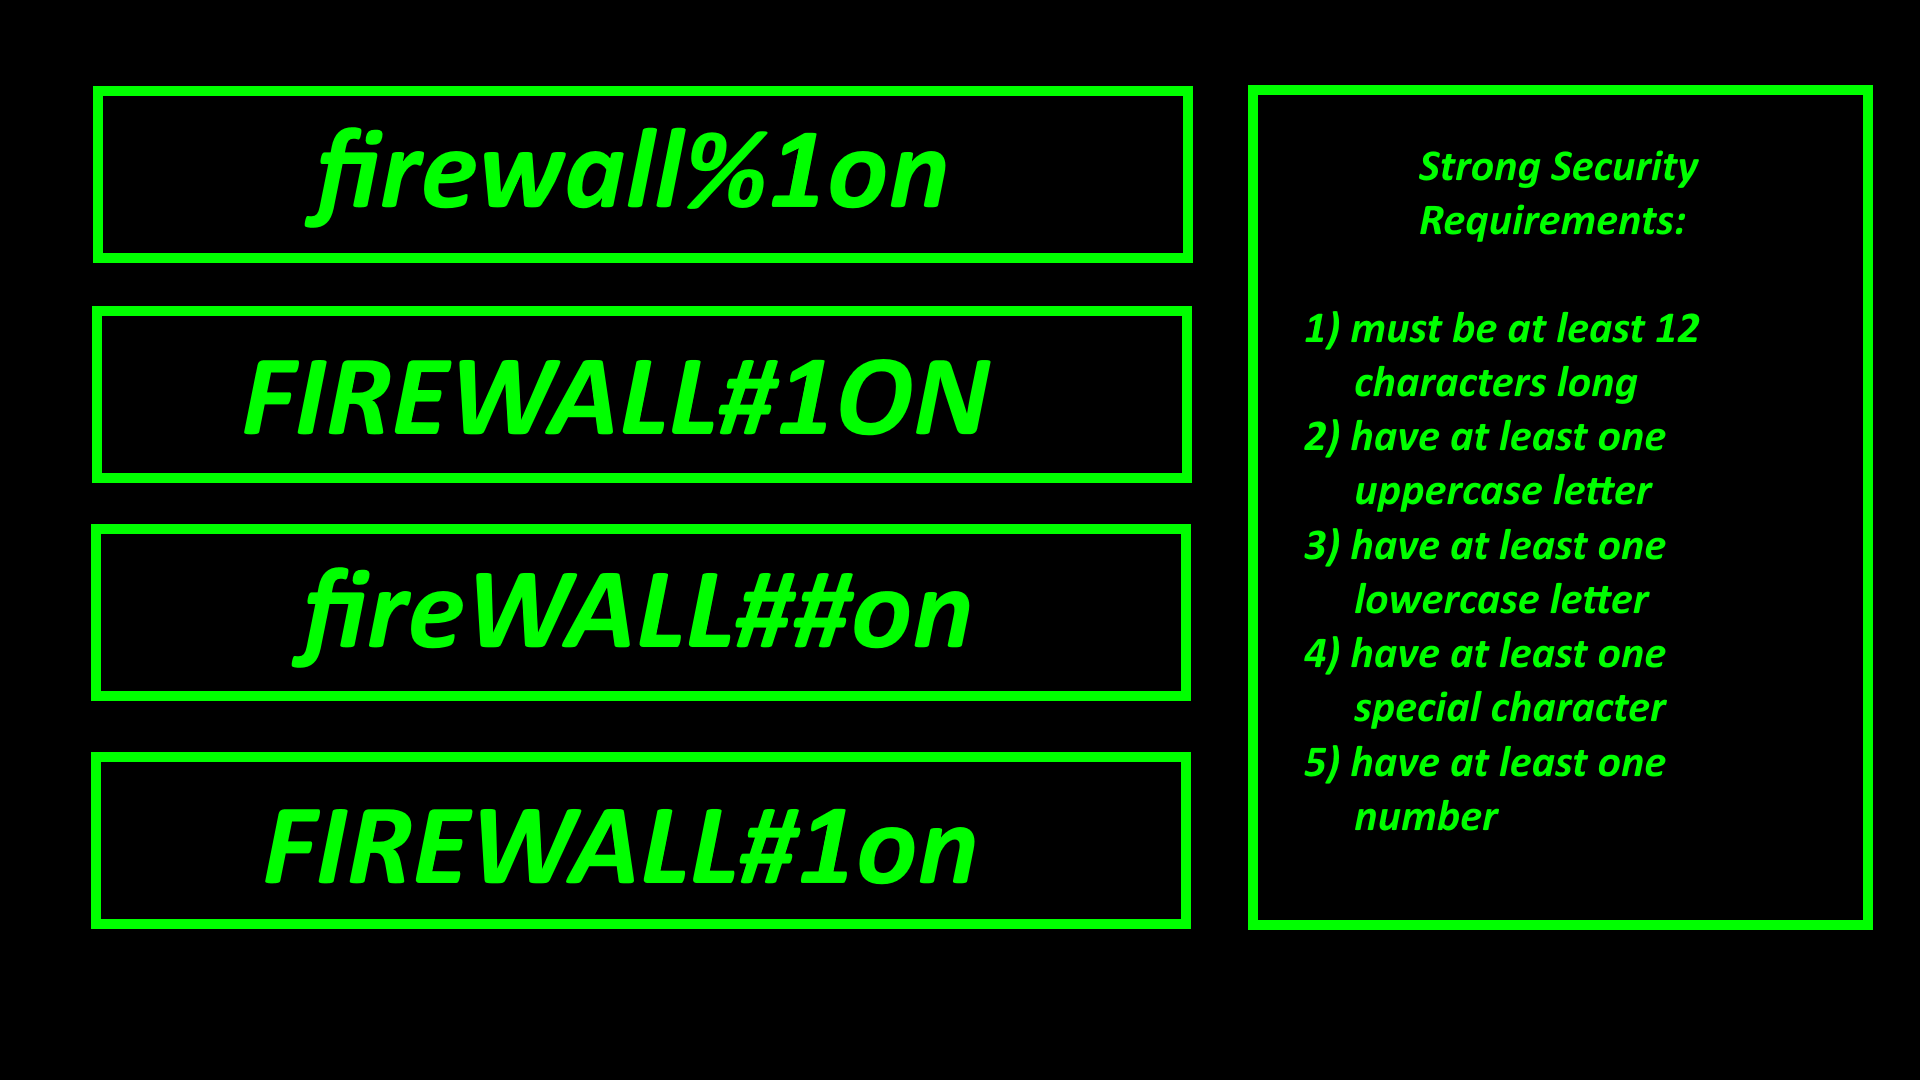 firewall%1on
FIREWALL#1ON
fireWALL##on
FIREWALL#1on
Strong Security
Requirements:
1) must be at least 12
characters long
2) have at least one
uppercase letter
3) have at least one
lowercase letter
4) have at least one
special character
5) have at least one
number